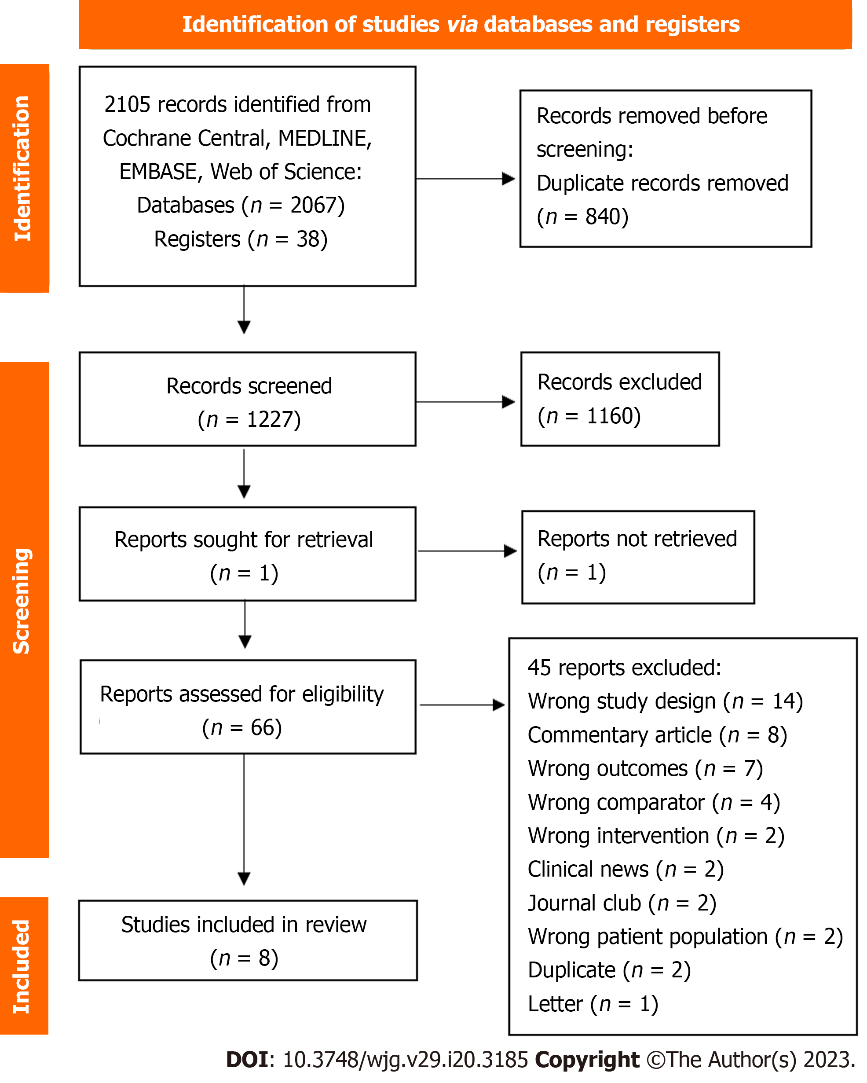 Identification of studies via databases and registers
Identification
2105 records identified from
Cochrane Central, MEDLINE,
EMBASE, Web of Science:
Databases (n = 2067)
Registers (n = 38)
Records removed before
screening:
Duplicate records removed
(n = 840)
Screening
Records screened
(n = 1227)
Records excluded
(n = 1160)
Reports sought for retrieval
(n = 1)
Reports not retrieved
(n = 1)
Reports assessed for eligibility
(n = 66)
45 reports excluded:
Wrong study design (n = 14)
Commentary article (n = 8)
Wrong outcomes (n = 7)
Wrong comparator (n = 4)
Wrong intervention (n = 2)
Clinical news (n = 2)
Journal club (n = 2)
Wrong patient population (n = 2)
Duplicate (n = 2)
Letter (n = 1)
Included
Studies included in review
(n = 8)
DOI: 10.3748/wjg.v29.i20.3185 Copyright ©The Author(s) 2023.